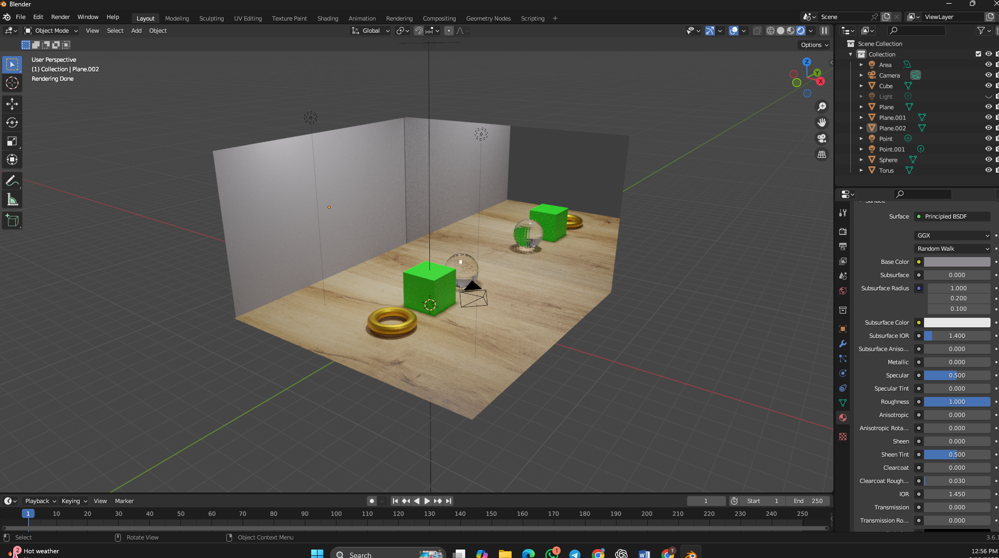 Blender
File Edit Render Window Help Layout Modeling Sculpting UV Editing Texture Paint Shading Animation Rendering Compositing Geometry Nodes Scripting + Scene ViewLayer
Object Mode View Select Add Object Global
Options
User Perspective
(1) Collection | Plane.002
Rendering Done
Z
Y
X
Scene Collection
Collection
Area
Camera
Cube
Light
Plane
Plane.001
Plane.002
Point
Point.001
Sphere
Torus
Surface
Surface Principled BSDF
GGX
Random Walk
Base Color
Subsurface 0.000
Subsurface Radius 1.000
0.200
0.100
Subsurface Color
Subsurface IOR 1.400
Subsurface Aniso... 0.000
Metallic 0.000
Specular 0.500
Specular Tint 0.000
Roughness 1.000
Anisotropic 0.000
Anisotropic Rota... 0.000
Sheen 0.000
Sheen Tint 0.500
Clearcoat 0.000
Clearcoat Rough... 0.030
IOR 1.450
Transmission 0.000
Transmission Ro... 0.000
Playback Keying View Marker 1 Start 1 End 250
1 10 20 30 40 50 60 70 80 90 100 110 120 130 140 150 160 170 180 190 200 210 220 230 240 250
Select Rotate View Object Context Menu 3.6.1
2 Hot weather
Search 1 T 12:56 PM